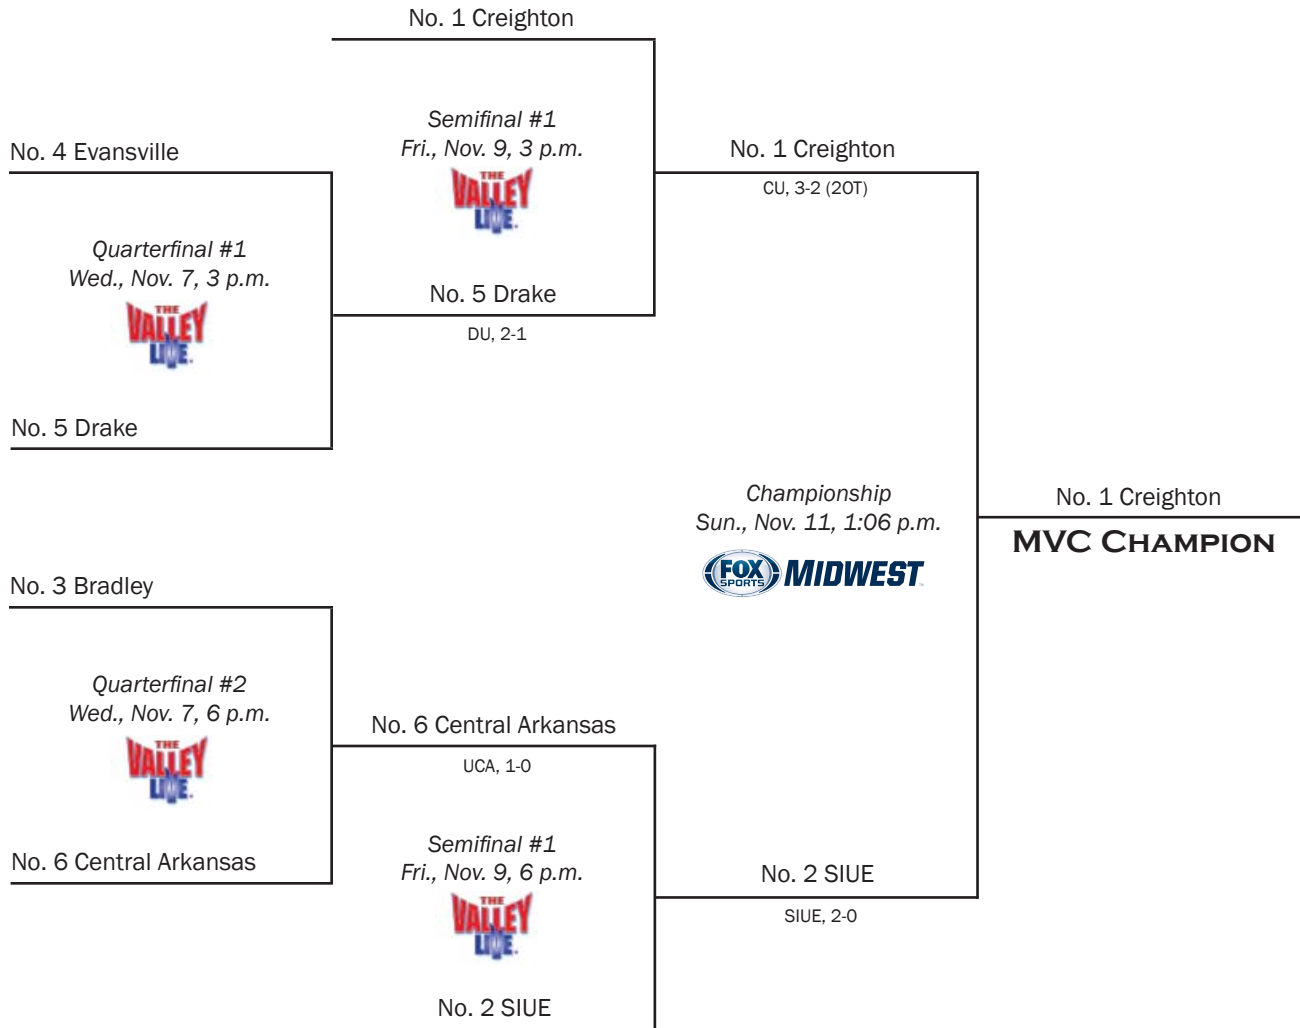 No. 1 Creighton
Semifinal #1
Fri., Nov. 9, 3 p.m.
THE
VALLEY
LIVE.
No. 4 Evansville
No. 1 Creighton
CU, 3-2 (2OT)
Quarterfinal #1
Wed., Nov. 7, 3 p.m.
THE
VALLEY
LIVE.
No. 5 Drake
DU, 2-1
No. 5 Drake
Championship
Sun., Nov. 11, 1:06 p.m.
FOX
SPORTS
MIDWEST
No. 1 Creighton
MVC CHAMPION
No. 3 Bradley
Quarterfinal #2
Wed., Nov. 7, 6 p.m.
THE
VALLEY
LIVE.
No. 6 Central Arkansas
UCA, 1-0
No. 6 Central Arkansas
Semifinal #1
Fri., Nov. 9, 6 p.m.
THE
VALLEY
LIVE.
No. 2 SIUE
SIUE, 2-0
No. 2 SIUE